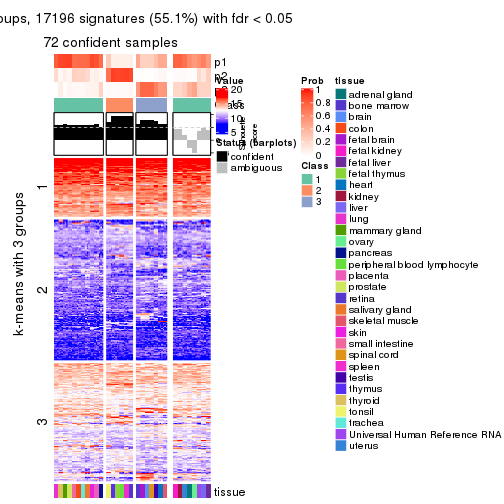 oups, 17196 signatures (55.1%) with fdr < 0.05
72 confident samples
p1
p2
Value
20
15
10
5
Status (barplots)
confident
ambiguous
Prob
1
0.8
0.6
0.4
0.2
0
Class
1
2
3
tissue
adrenal gland
bone marrow
brain
colon
fetal brain
fetal kidney
fetal liver
fetal thymus
heart
kidney
liver
lung
mammary gland
ovary
pancreas
peripheral blood lymphocyte
placenta
prostate
retina
salivary gland
skeletal muscle
skin
small intestine
spinal cord
spleen
testis
thymus
thyroid
tonsil
trachea
Universal Human Reference RNA
uterus
k-means with 3 groups
1
2
3
tissue